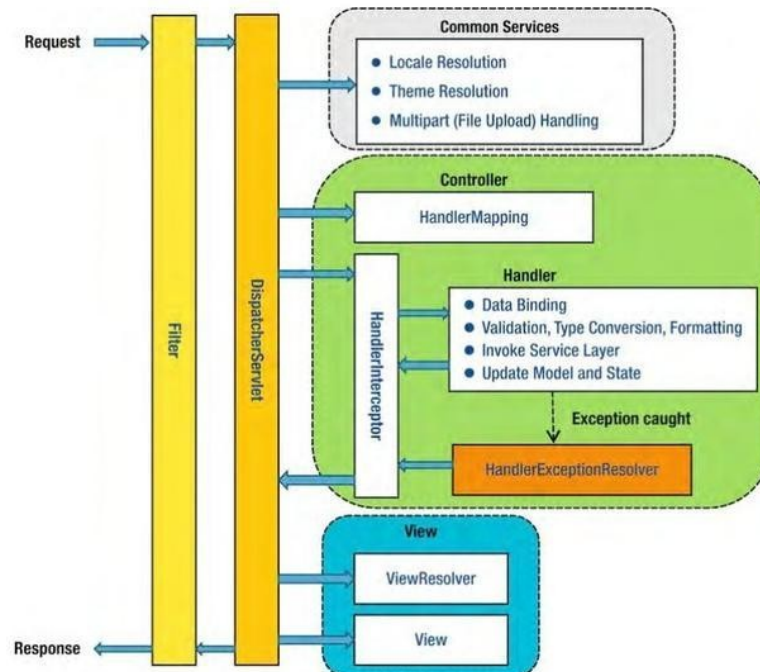 Common Services
Request
● Locale Resolution
● Theme Resolution
● Multipart (File Upload) Handling
Controller
HandlerMapping
Filter
DispatcherServlet
HandlerInterceptor
Handler
● Data Binding
● Validation, Type Conversion, Formatting
● Invoke Service Layer
● Update Model and State
Exception caught
HandlerExceptionResolver
View
ViewResolver
View
Response